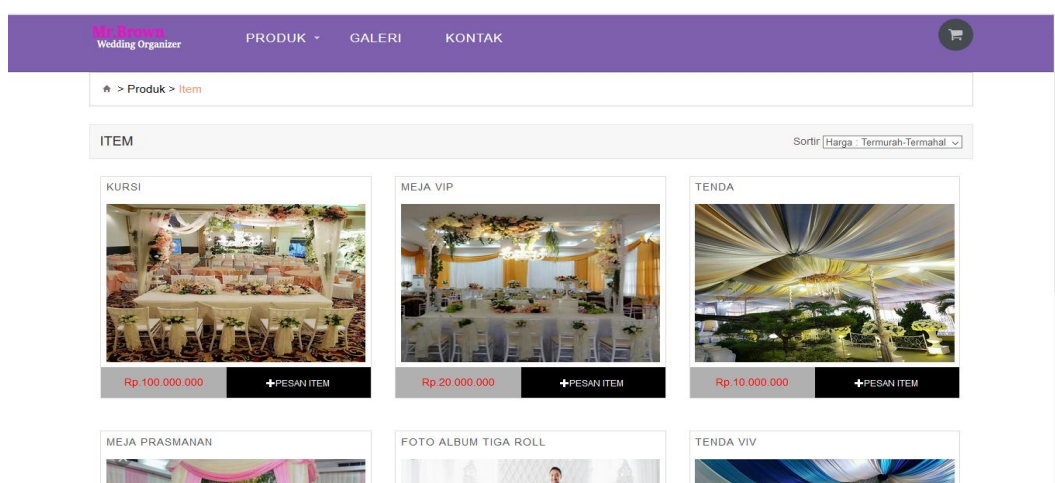 Mr.Brown
Wedding Organizer
PRODUK
GALERI
KONTAK
> Produk > Item
ITEM
Sortir Harga : Termurah-Termahal
KURSI
MEJA VIP
TENDA
Rp.100.000.000
+PESAN ITEM
Rp.20.000.000
+PESAN ITEM
Rp.10.000.000
+PESAN ITEM
MEJA PRASMANAN
FOTO ALBUM TIGA ROLL
TENDA VIV